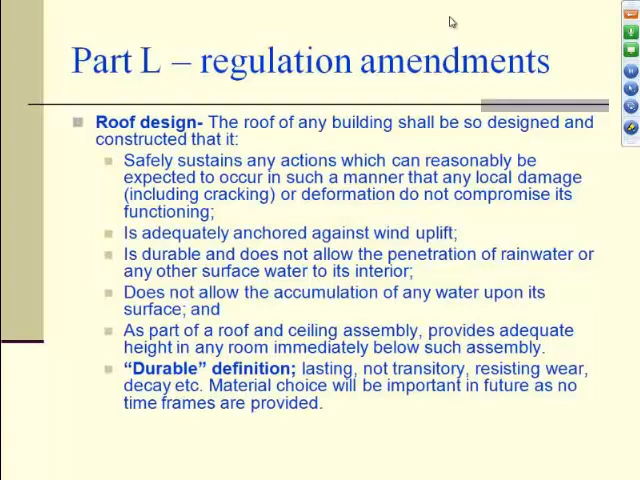 Part L – regulation amendments
Roof design- The roof of any building shall be so designed and
constructed that it:
Safely sustains any actions which can reasonably be
expected to occur in such a manner that any local damage
(including cracking) or deformation do not compromise its
functioning;
Is adequately anchored against wind uplift;
Is durable and does not allow the penetration of rainwater or
any other surface water to its interior;
Does not allow the accumulation of any water upon its
surface; and
As part of a roof and ceiling assembly, provides adequate
height in any room immediately below such assembly.
“Durable” definition; lasting, not transitory, resisting wear,
decay etc. Material choice will be important in future as no
time frames are provided.